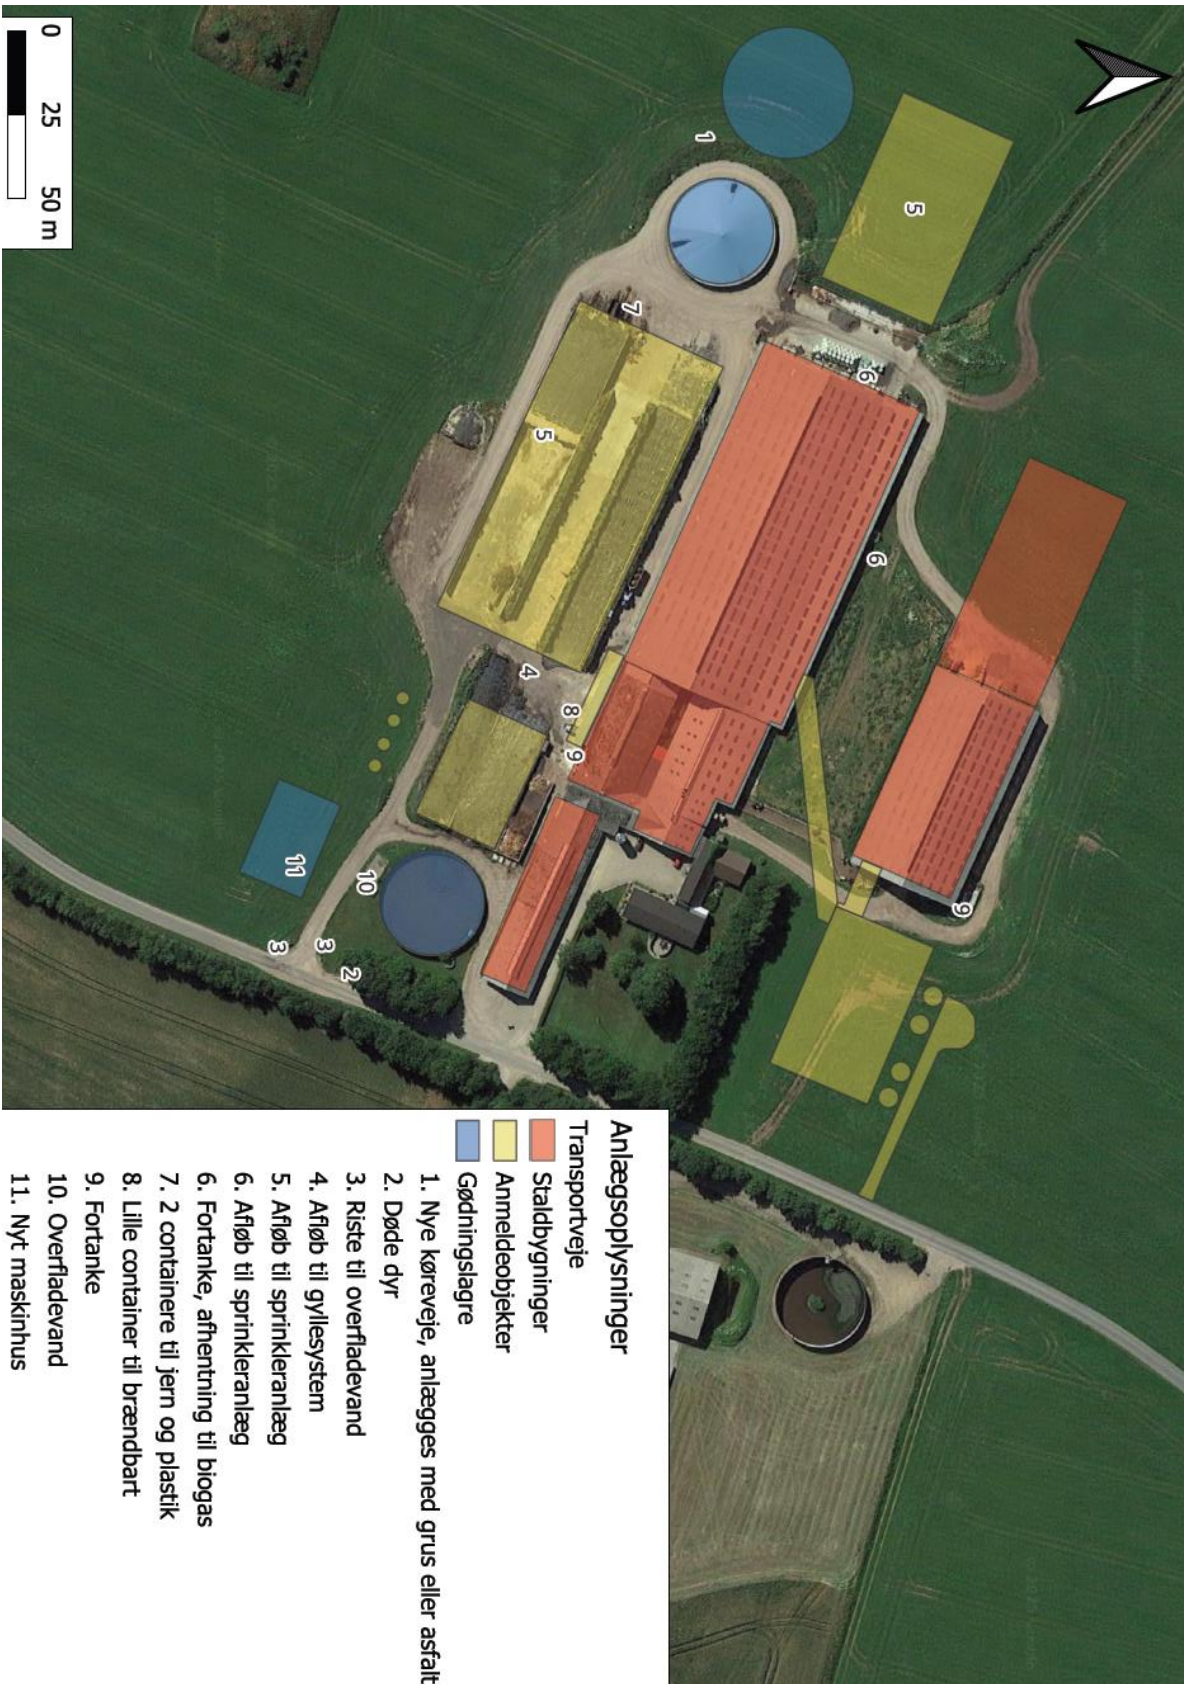 0 25 50 m
1
5
7
6
5
6
4
8
9
9
11
10
3
3
2
Anlægsoplysninger
Transportveje
Staldbygninger
Anmeldeobjekter
Gødningslagre
1. Nye køreveje, anlægges med grus eller asfalt
2. Døde dyr
3. Riste til overfladevand
4. Afløb til gyllesystem
5. Afløb til sprinkleranlæg
6. Afløb til sprinkleranlæg
6. Fortanke, afhentning til biogas
7. 2 containere til jern og plastik
8. Lille container til brændbart
9. Fortanke
10. Overfladevand
11. Nyt maskinhus